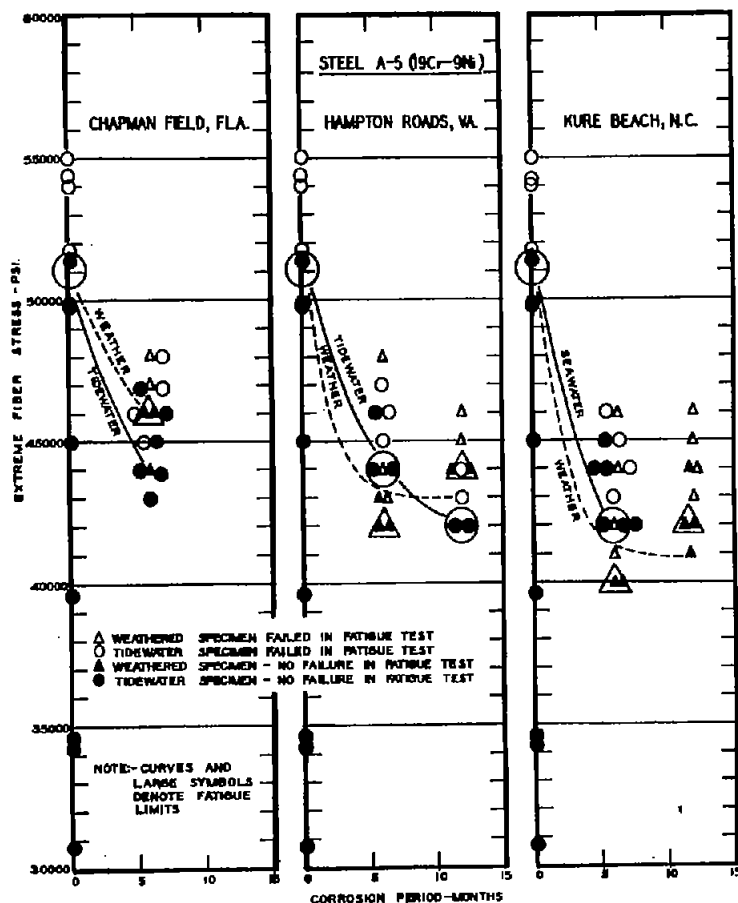 60000
STEEL A-5 (19Cr-9Ni)
CHAPMAN FIELD, FLA.
HAMPTON ROADS, VA.
KURE BEACH, N.C.
55000
50000
45000
40000
35000
30000
EXTREME FIBER STRESS-PSI.
WEATHER
TIDEWATER
TIDEWATER
WEATHER
SEAWATER
WEATHER
△ WEATHERED SPECIMEN FAILED IN FATIGUE TEST
○ TIDEWATER SPECIMEN FAILED IN FATIGUE TEST
▲ WEATHERED SPECIMEN - NO FAILURE IN FATIGUE TEST
● TIDEWATER SPECIMEN - NO FAILURE IN FATIGUE TEST
NOTE:-CURVES AND
LARGE SYMBOLS
DENOTE FATIGUE
LIMITS
0 5 10 15
0 5 10 15
0 5 10 15
CORROSION PERIOD-MONTHS